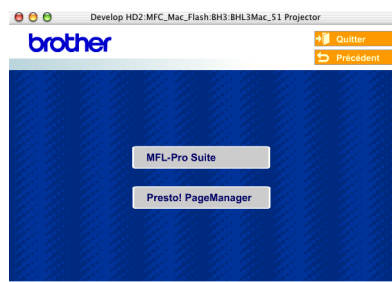 Develop HD2:MFC_Mac_Flash:BH3:BHL3Mac_51 Projector
brother
Quitter
Précédent
MFL-Pro Suite
Presto! PageManager